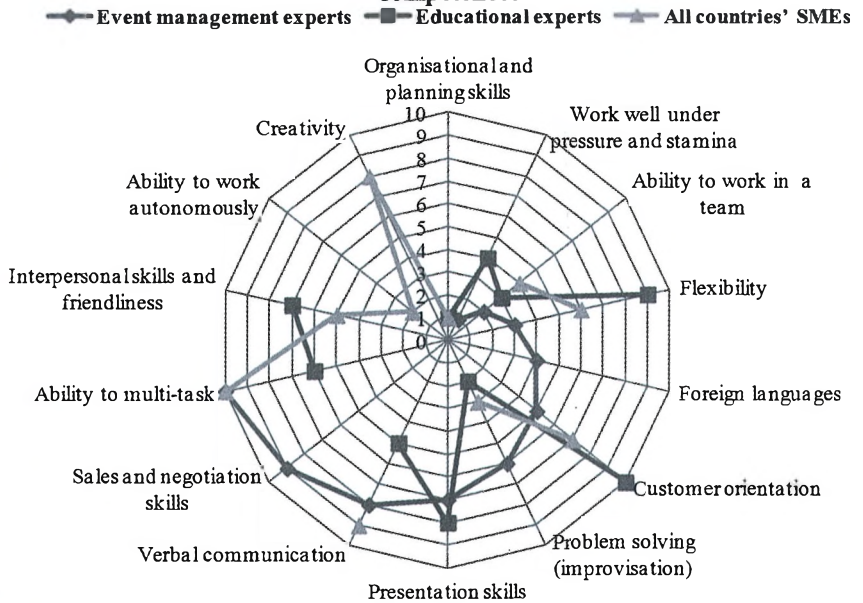 Event management experts Educational experts All countries' SMEs
Organisational and
planning skills
Work well under
pressure and stamina
Ability to work in a
team
Flexibility
Foreign languages
Customer orientation
Problem solving
(improvisation)
Presentation skills
Verbal communication
Sales and negotiation
skills
Ability to multi-task
Interpersonal skills and
friendliness
Ability to work
autonomously
Creativity
10
9
8
7
6
5
4
3
2
1
0